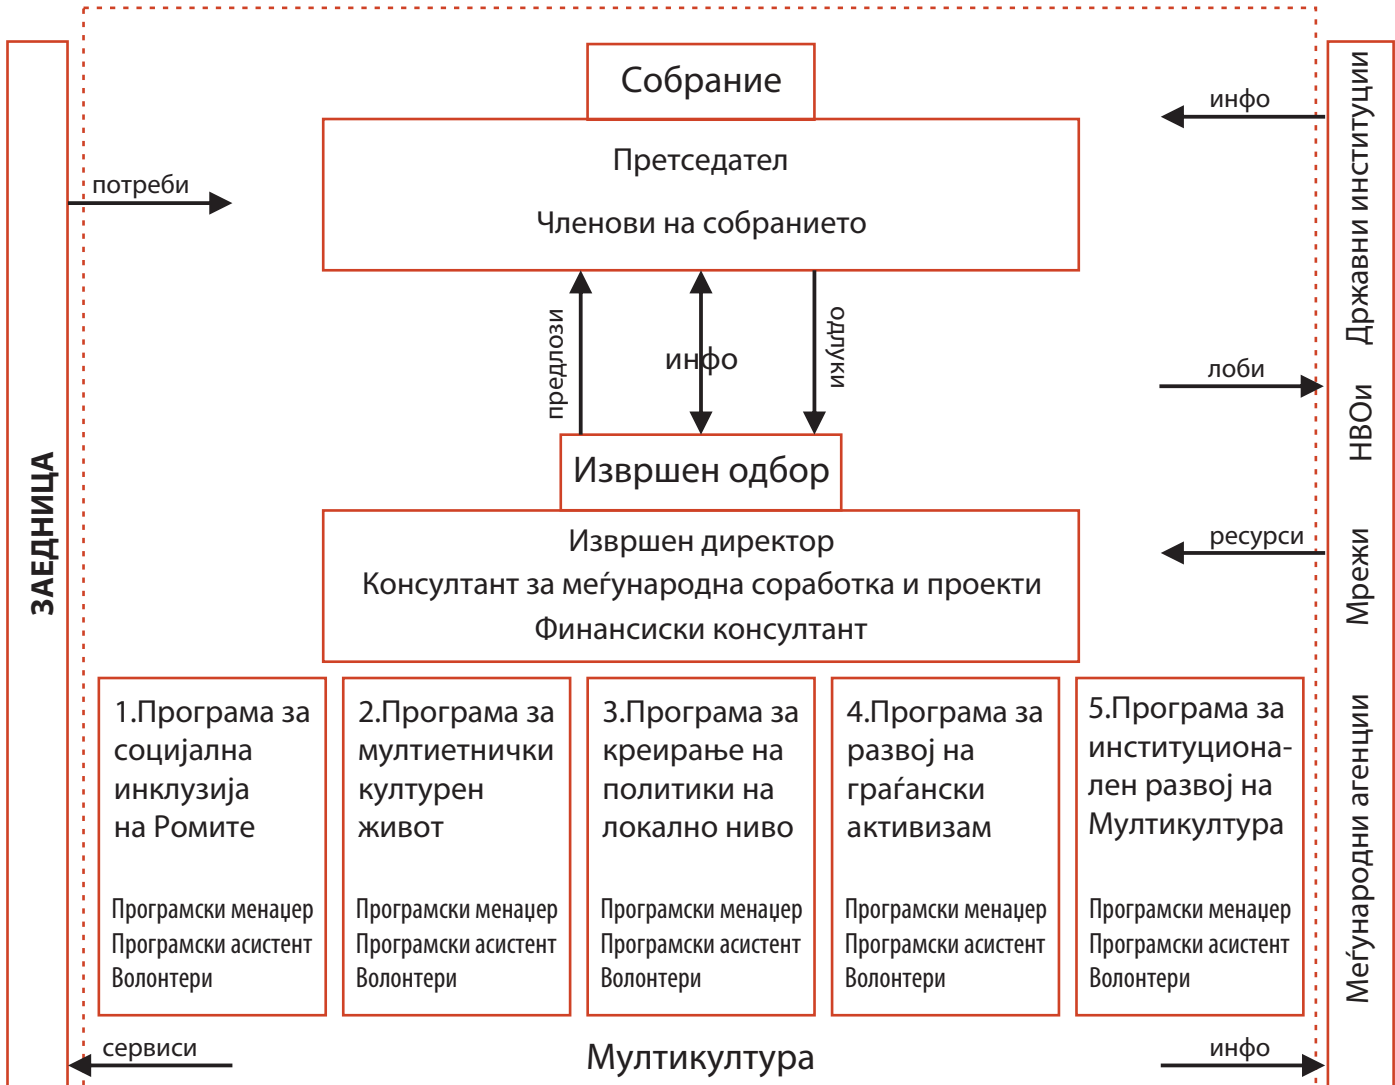 Собрание
Претседател
Членови на собранието
потреби
инфо
предлози
инфо
одлуки
лоби
Извршен одбор
Извршен директор
Консултант за меѓународна соработка и проекти
Финансиски консултант
ресурси
ЗАЕДНИЦА
Државни институции
НВОи
Мрежи
Меѓународни агенции
1.Програма за
социјална
инклузија
на Ромите
Програмски менаџер
Програмски асистент
Волонтери
2.Програма за
мултиетнички
културен
живот
Програмски менаџер
Програмски асистент
Волонтери
3.Програма за
креирање на
политики на
локално ниво
Програмски менаџер
Програмски асистент
Волонтери
4.Програма за
развој на
граѓански
активизам
Програмски менаџер
Програмски асистент
Волонтери
5.Програма за
институциона-
лен развој на
Мултикултура
Програмски менаџер
Програмски асистент
Волонтери
сервиси
Мултикултура
инфо